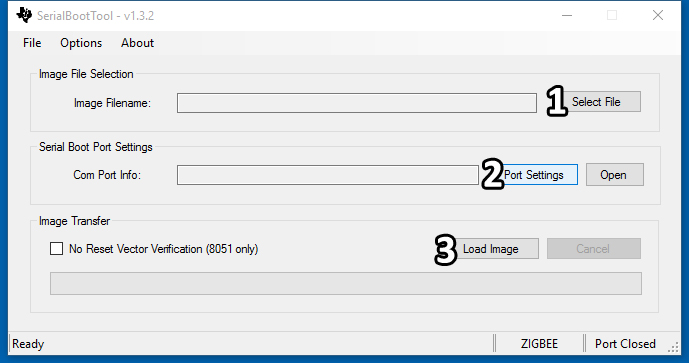 SerialBootTool - v1.3.2
File Options About
Image File Selection
Image Filename: 1 Select File
Serial Boot Port Settings
Com Port Info: 2 Port Settings Open
Image Transfer
No Reset Vector Verification (8051 only) 3 Load Image Cancel
Ready ZIGBEE Port Closed